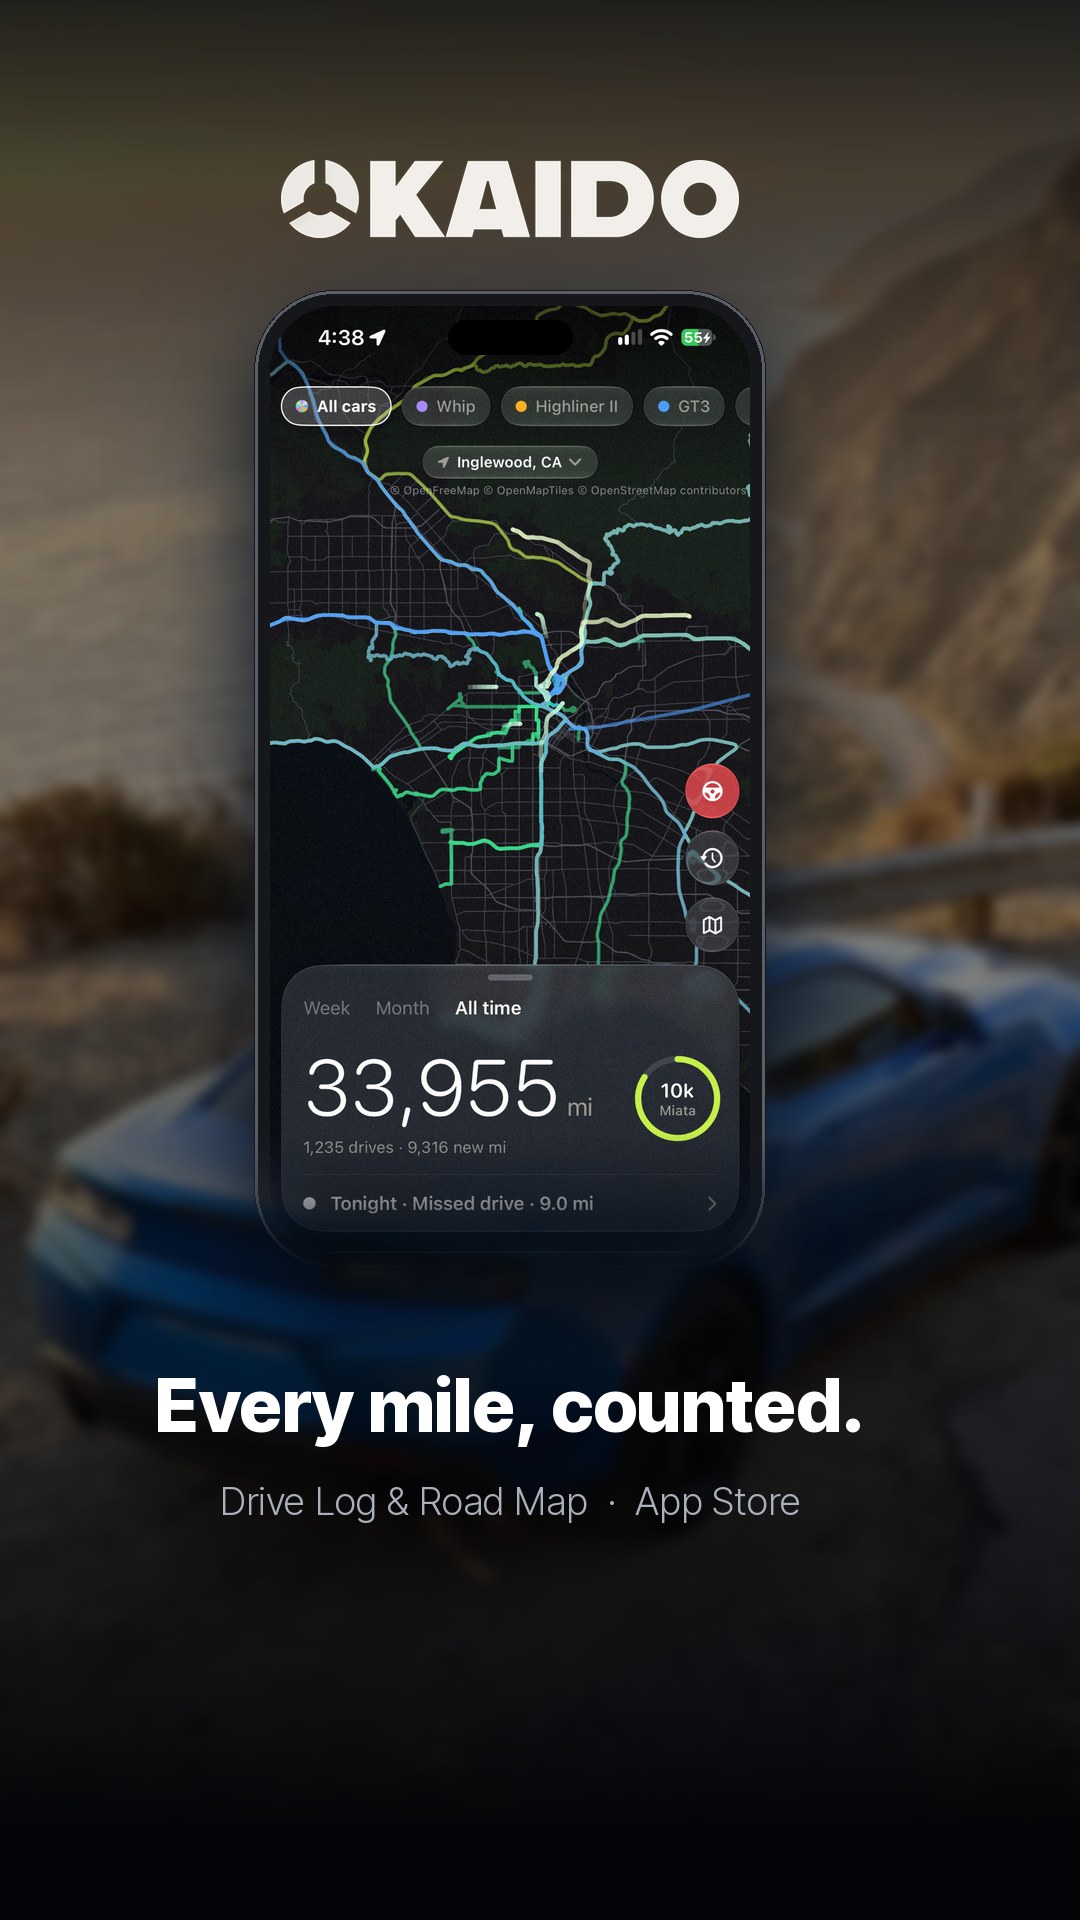 KAIDO
4:38
55
All cars
Whip
Highliner II
GT3
Inglewood, CA
© OpenFreeMap © OpenMapTiles © OpenStreetMap contributors
Week
Month
All time
33,955 mi
10k
Miata
1,235 drives · 9,316 new mi
Tonight · Missed drive · 9.0 mi
Every mile, counted.
Drive Log & Road Map · App Store